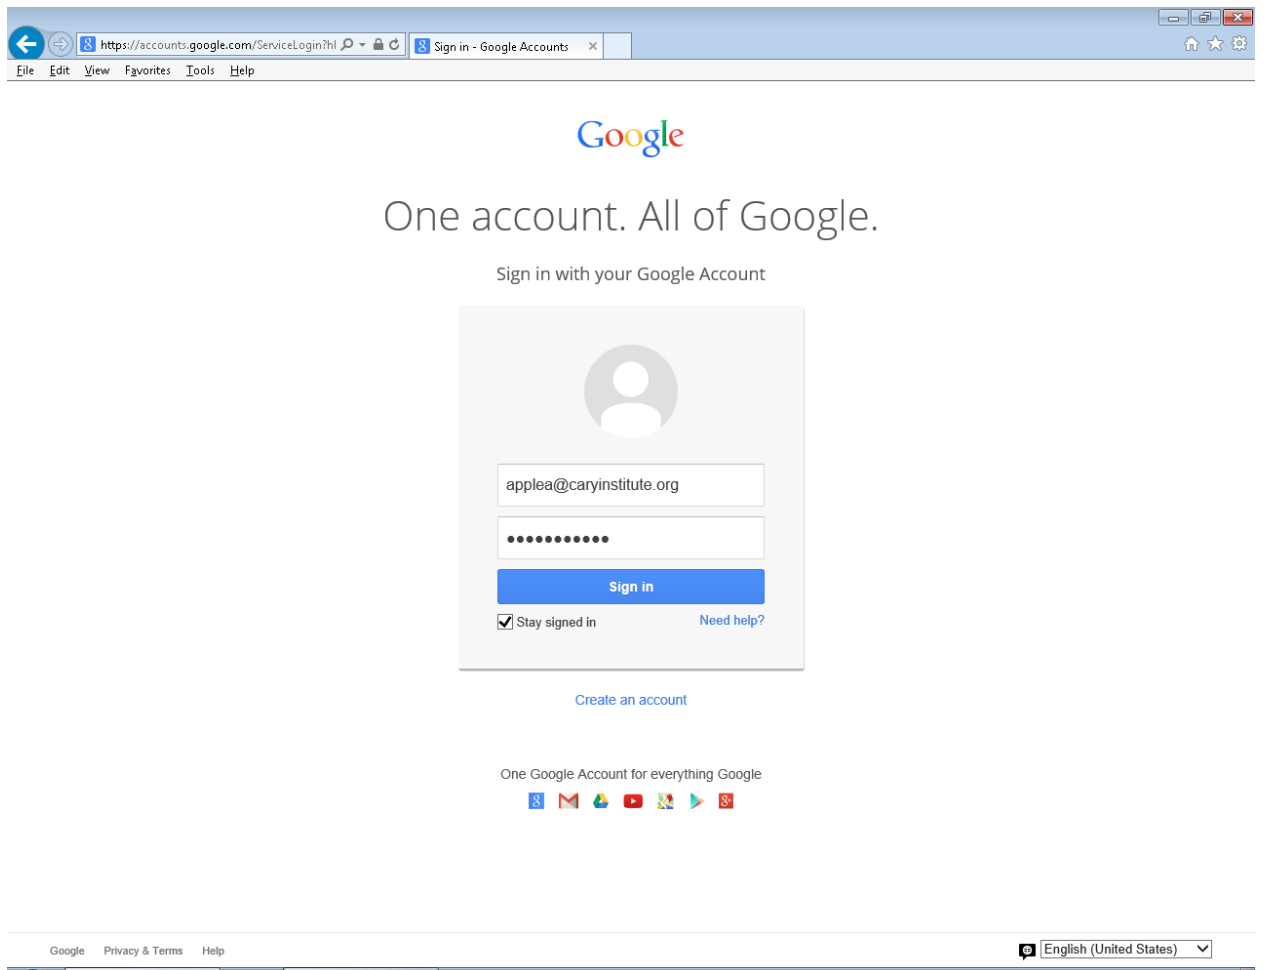 https://accounts.google.com/ServiceLogin?hl
Sign in - Google Accounts
File Edit View Favorites Tools Help
Google
One account. All of Google.
Sign in with your Google Account
applea@caryinstitute.org
•••••••••••
Sign in
Stay signed in Need help?
Create an account
One Google Account for everything Google
Google Privacy & Terms Help English (United States)